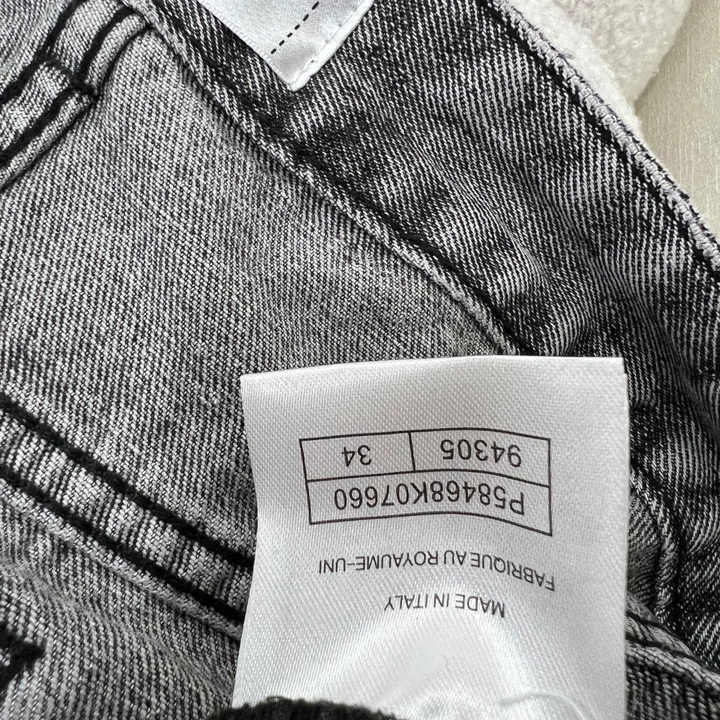 MADE IN ITALY
FABRIQUE AU ROYAUME-UNI
P58468K07660
94305 34